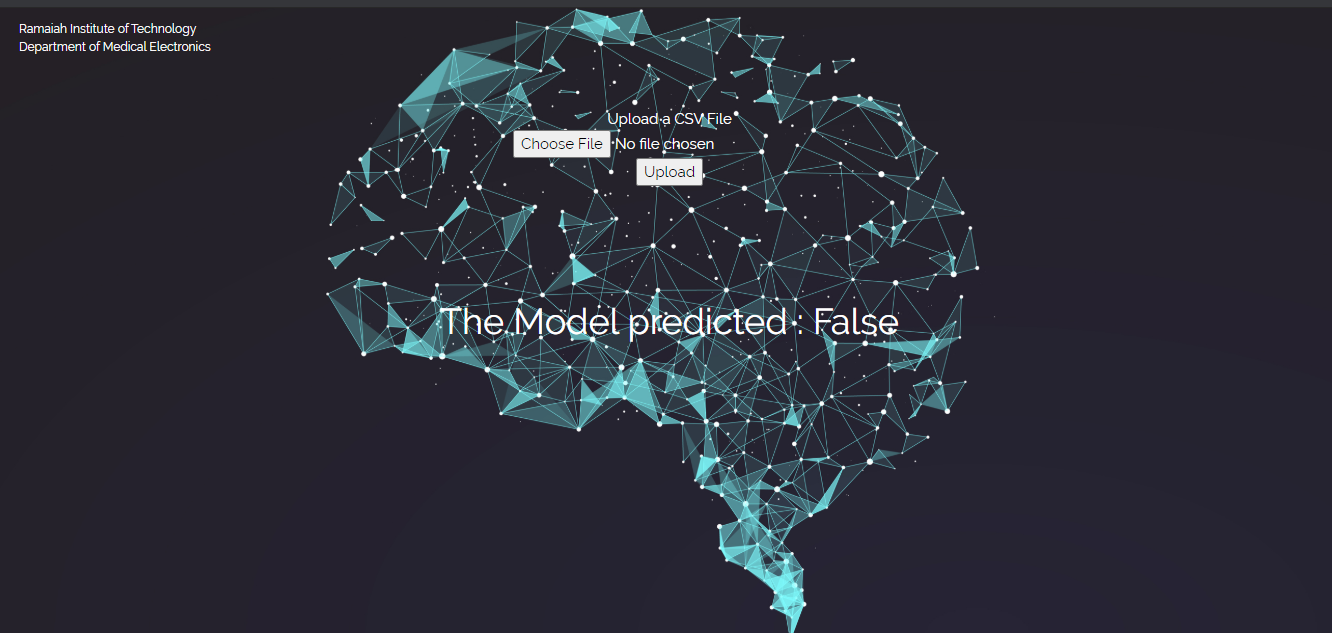 Ramaiah Institute of Technology
Department of Medical Electronics
Upload a CSV File
Choose File No file chosen
Upload
The Model predicted : False